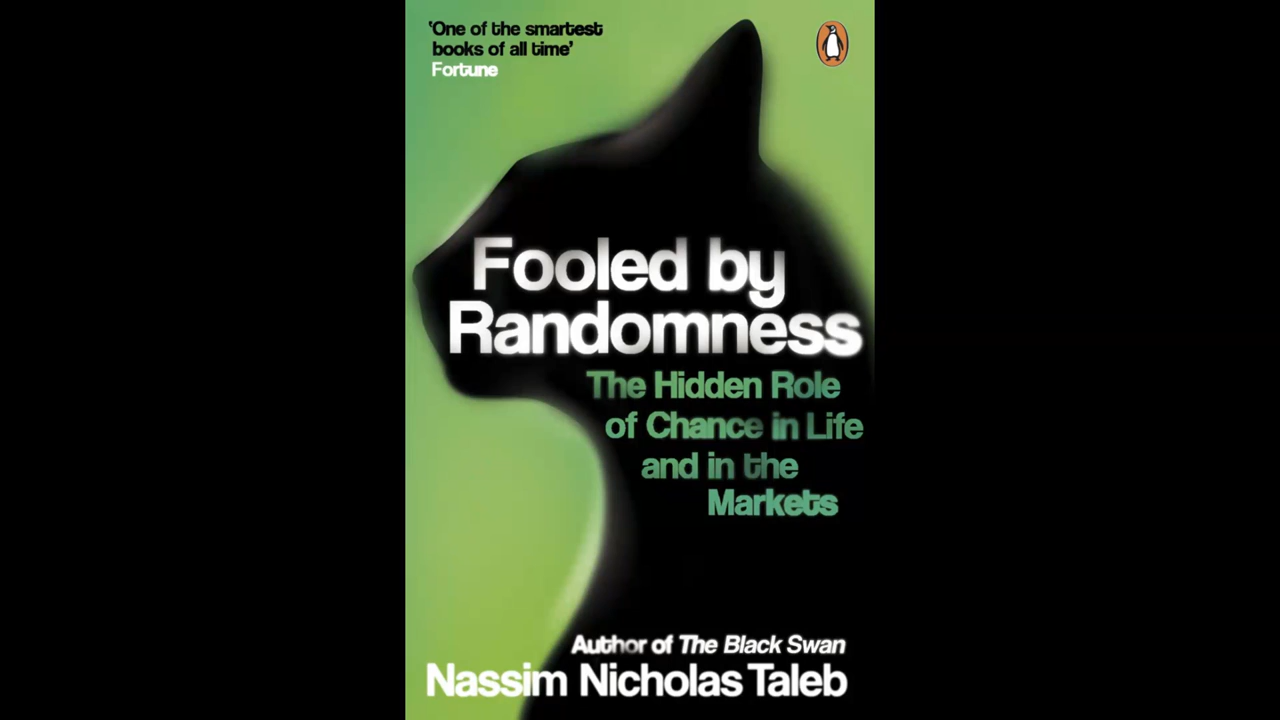 ‘One of the smartest
books of all time’
Fortune
Fooled by
Randomness
The Hidden Role
of Chance in Life
and in the
Markets
Author of The Black Swan
Nassim Nicholas Taleb